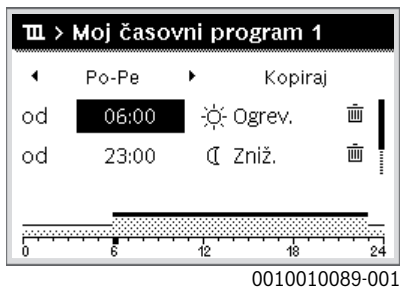 > Moj časovni program 1
Po-Pe Kopiraj
od 06:00 Ogrev.
od 23:00 Zniž.
0 6 12 18 24
0010010089-001